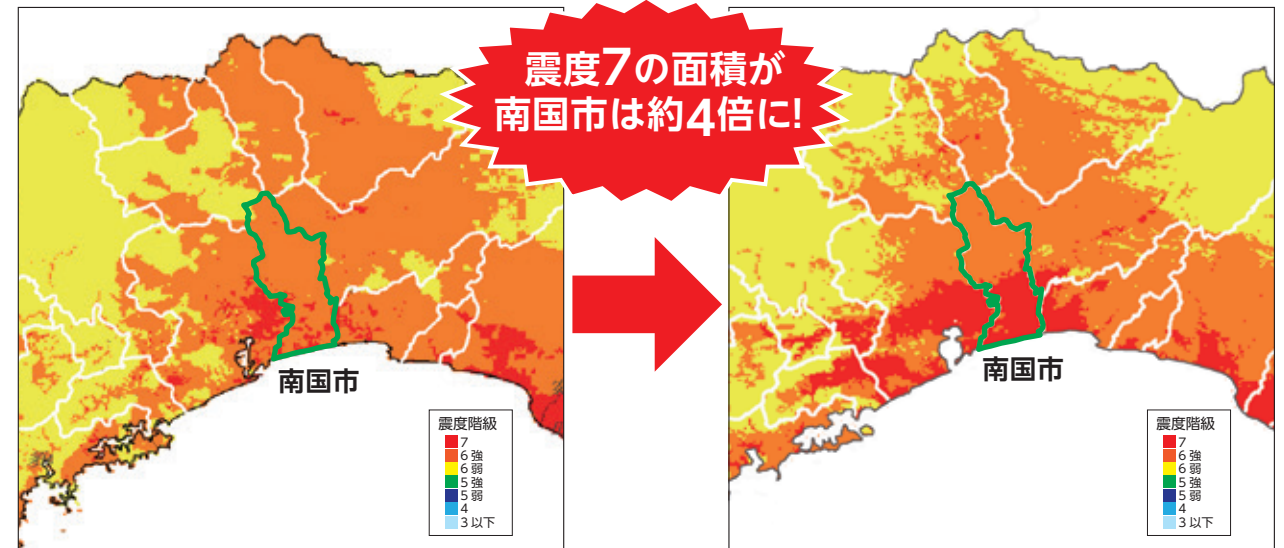 震度7の面積が
南国市は約4倍に!
南国市
震度階級
7
6強
6弱
5強
5弱
4
3以下
南国市
震度階級
7
6強
6弱
5強
5弱
4
3以下